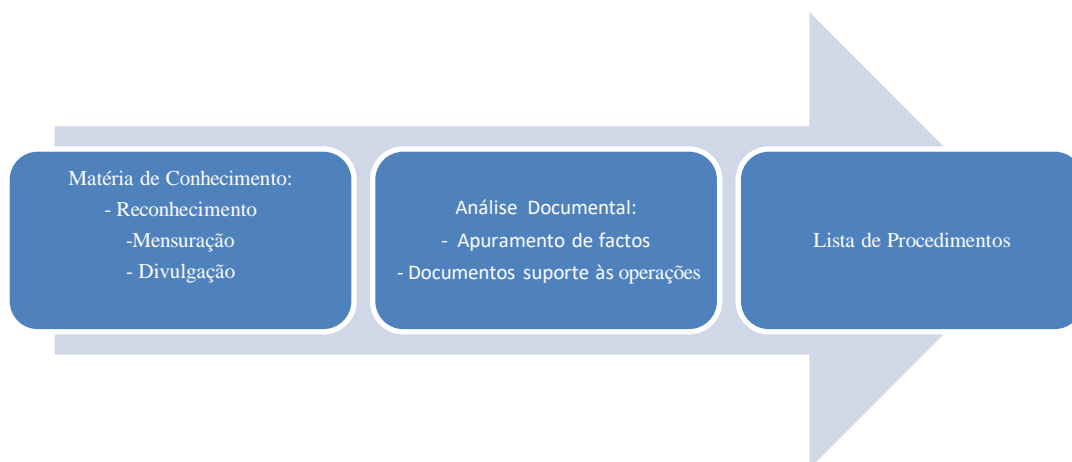 Matéria de Conhecimento:
- Reconhecimento
-Mensuração
- Divulgação
Análise Documental:
- Apuramento de factos
- Documentos suporte às operações
Lista de Procedimentos